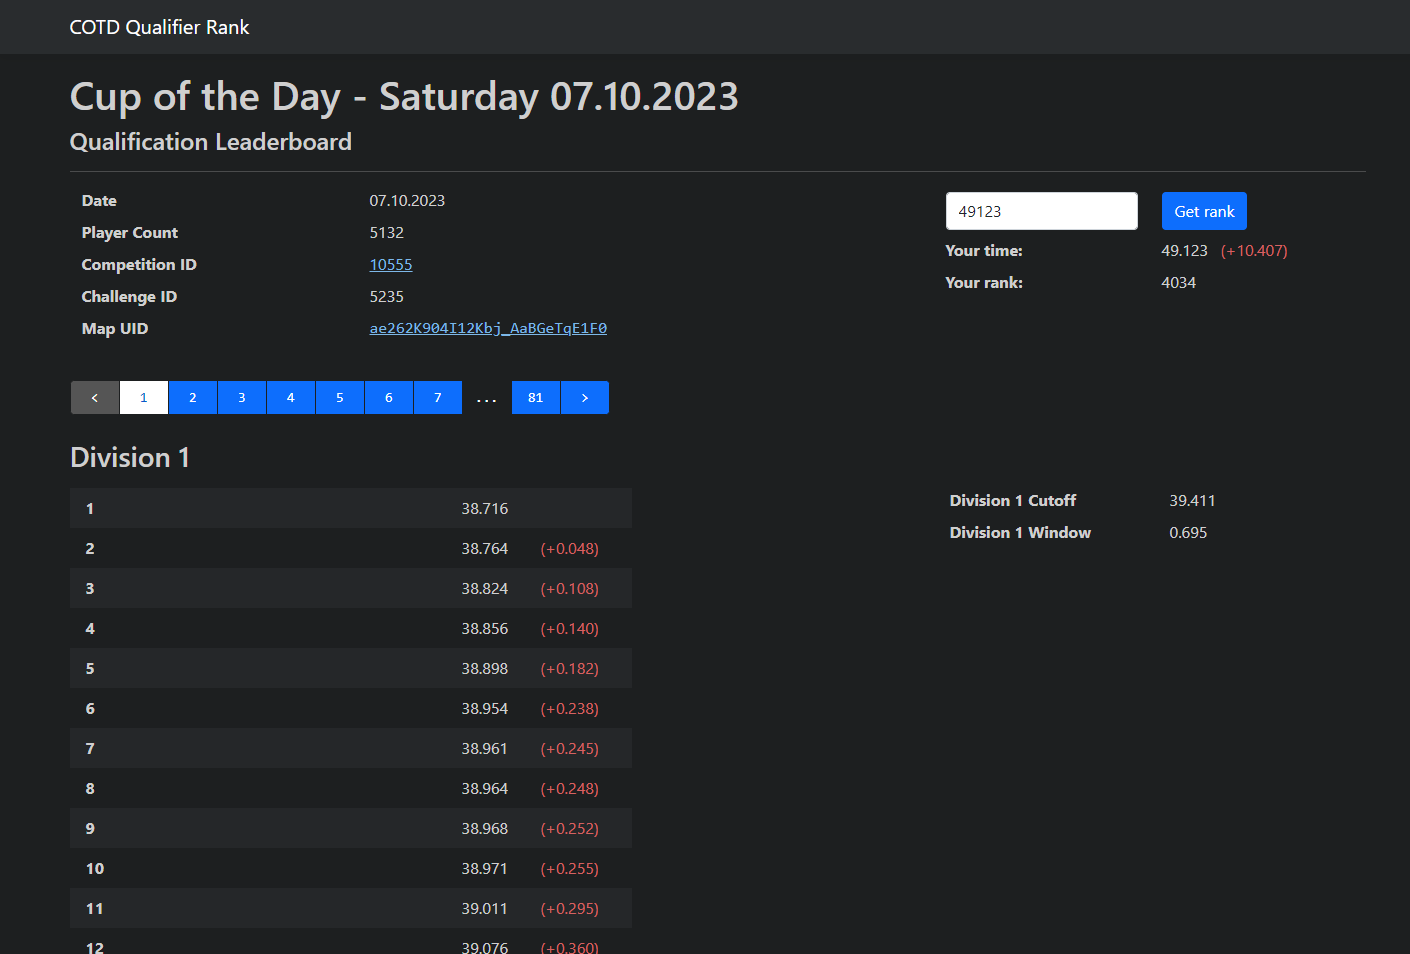 COTD Qualifier Rank
Cup of the Day - Saturday 07.10.2023
Qualification Leaderboard
Date 07.10.2023
Player Count 5132
Competition ID 10555
Challenge ID 5235
Map UID ae262K904I12Kbj_AaBGeTqE1F0
49123 Get rank
Your time: 49.123 (+10.407)
Your rank: 4034
< 1 2 3 4 5 6 7 ... 81 >
Division 1
1 38.716
2 38.764 (+0.048)
3 38.824 (+0.108)
4 38.856 (+0.140)
5 38.898 (+0.182)
6 38.954 (+0.238)
7 38.961 (+0.245)
8 38.964 (+0.248)
9 38.968 (+0.252)
10 38.971 (+0.255)
11 39.011 (+0.295)
12 39.076 (+0.360)
Division 1 Cutoff 39.411
Division 1 Window 0.695